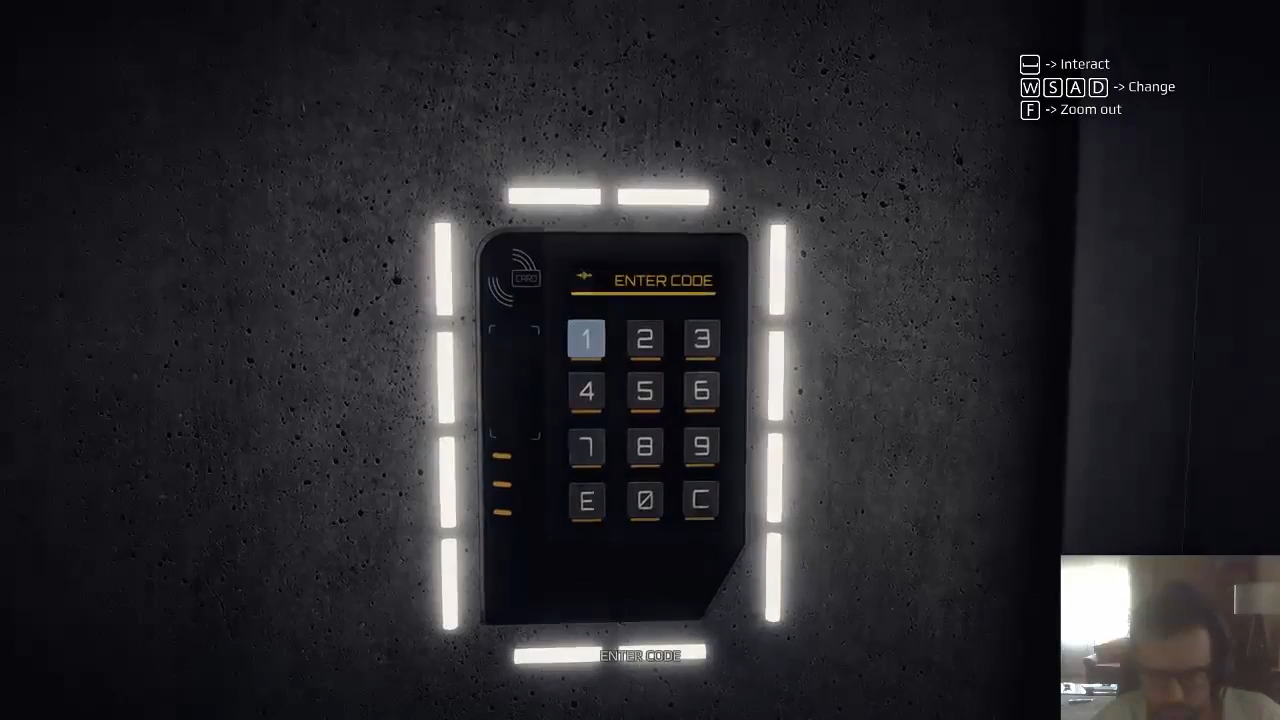 -> Interact
W S A D -> Change
F -> Zoom out
CARD
ENTER CODE
1 2 3
4 5 6
7 8 9
E 0 C
ENTER CODE